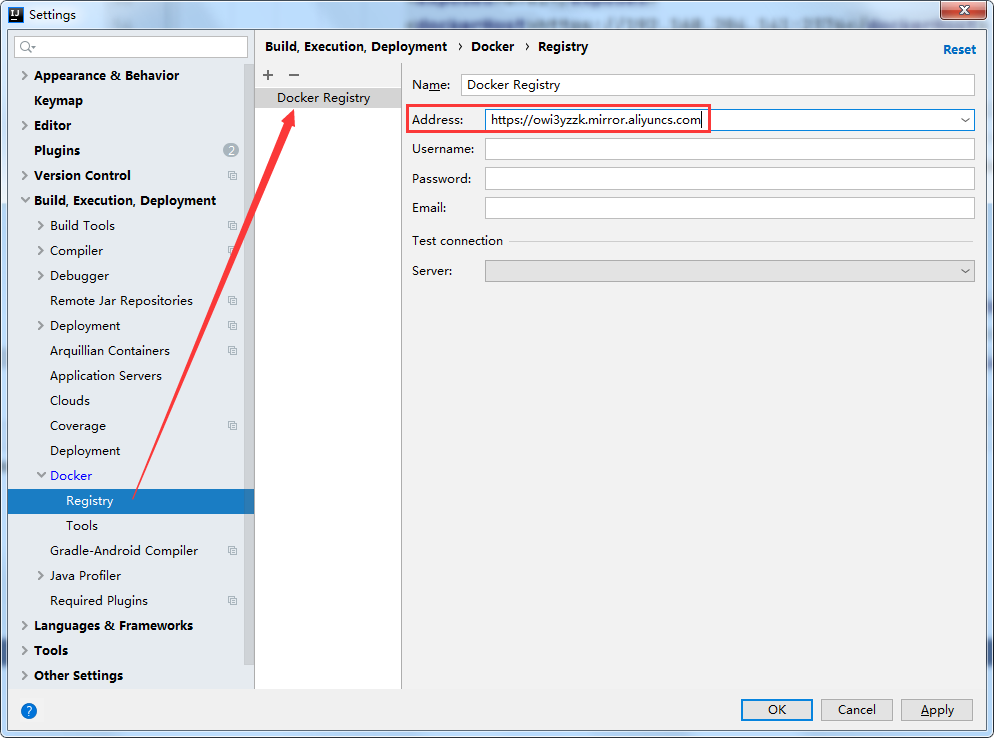 Settings
Build, Execution, Deployment › Docker › Registry
Reset
Appearance & Behavior
Keymap
Editor
Plugins
2
Version Control
Build, Execution, Deployment
Build Tools
Compiler
Debugger
Remote Jar Repositories
Deployment
Arquillian Containers
Application Servers
Clouds
Coverage
Deployment
Docker
Registry
Tools
Gradle-Android Compiler
Java Profiler
Required Plugins
Languages & Frameworks
Tools
Other Settings
Docker Registry
Name: Docker Registry
Address: https://owi3yzzk.mirror.aliyuncs.com
Username:
Password:
Email:
Test connection
Server:
?
OK
Cancel
Apply